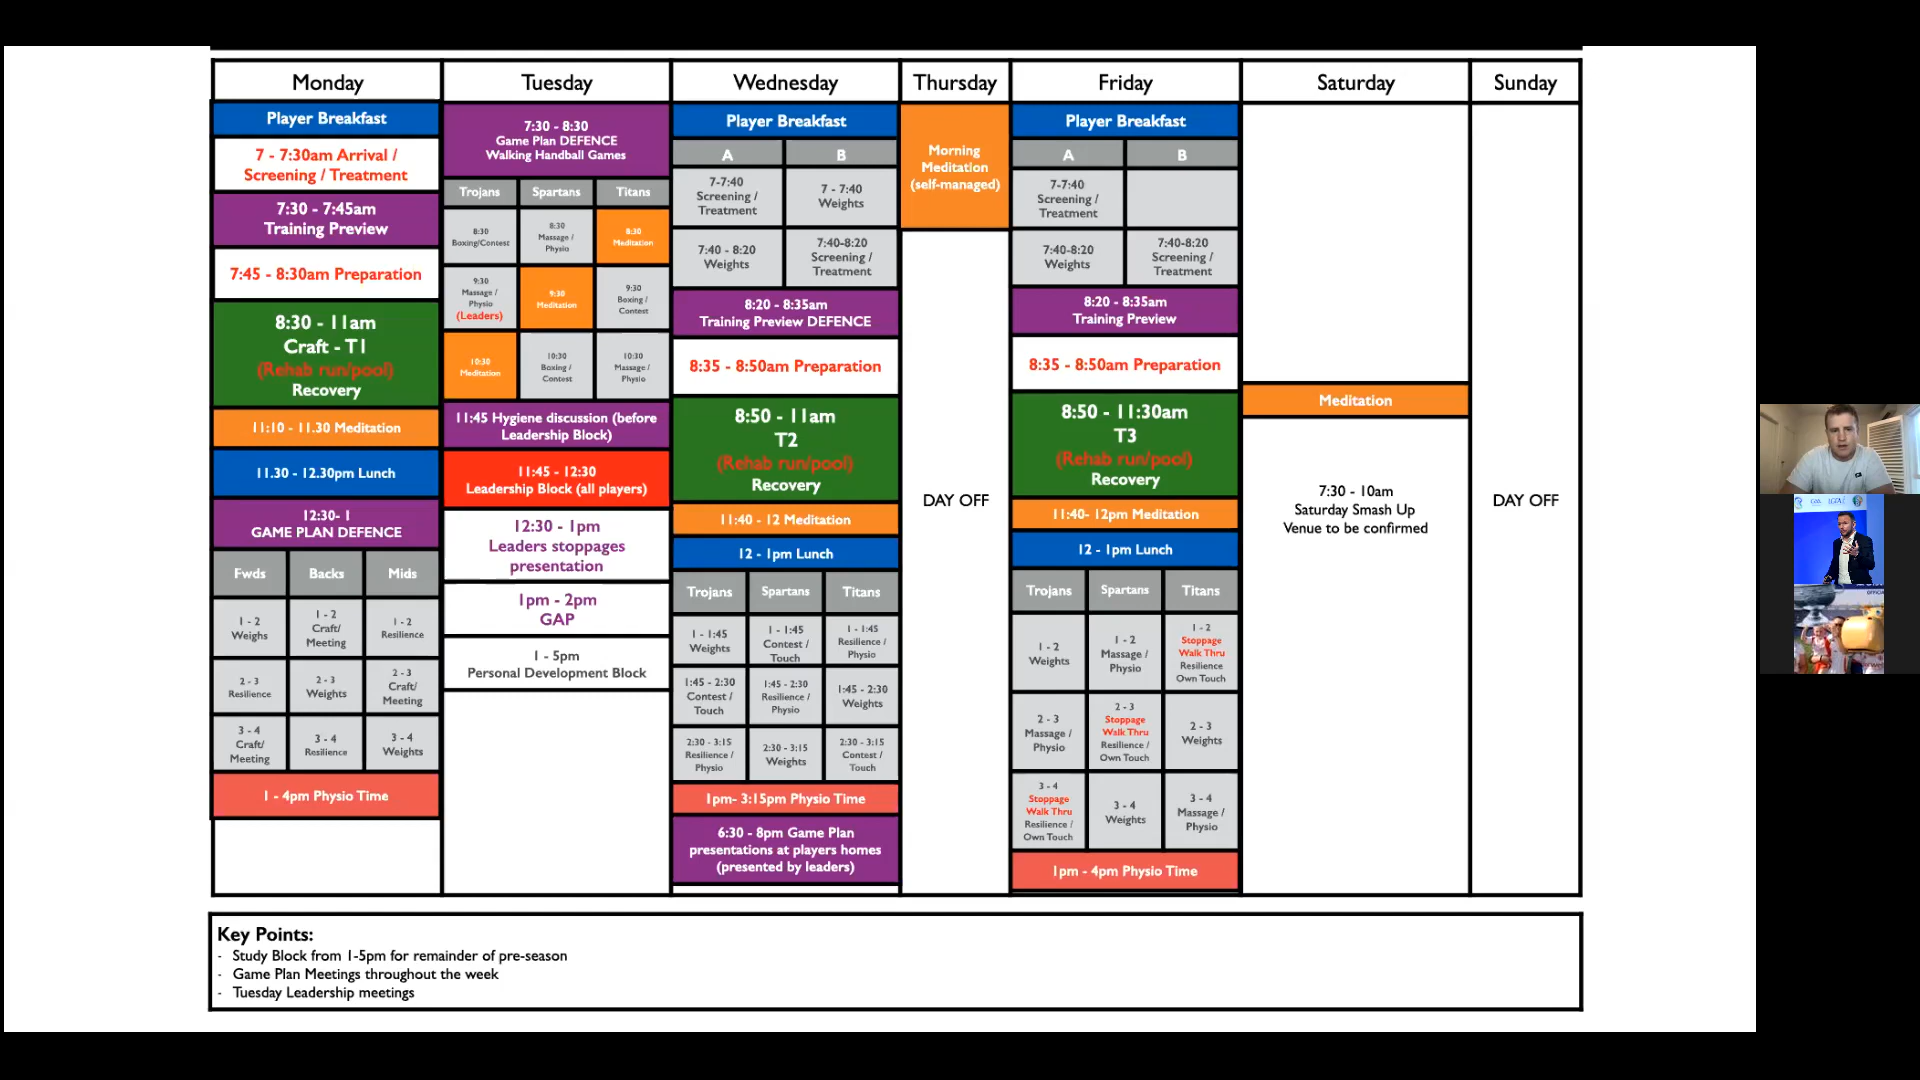 Monday
Tuesday
Wednesday
Thursday
Friday
Saturday
Sunday
Player Breakfast
7 - 7:30am Arrival /
Screening / Treatment
7:30 - 7:45am
Training Preview
7:45 - 8:30am Preparation
8:30 - 11am
Craft - T1
(Rehab run/pool)
Recovery
11:10 - 11.30 Meditation
11.30 - 12.30pm Lunch
12:30- 1
GAME PLAN DEFENCE
Fwds
Backs
Mids
1 - 2
Weighs
1 - 2
Craft/
Meeting
1 - 2
Resilience
2 - 3
Resilience
2 - 3
Weights
2 - 3
Craft/
Meeting
3 - 4
Craft/
Meeting
3 - 4
Resilience
3 - 4
Weights
1 - 4pm Physio Time
7:30 - 8:30
Game Plan DEFENCE
Walking Handball Games
Trojans
Spartans
Titans
8:30
Boxing/Contest
8:30
Massage /
Physio
8:30
Meditation
9:30
Massage /
Physio
(Leaders)
9:30
Meditation
9:30
Boxing /
Contest
10:30
Meditation
10:30
Boxing /
Contest
10:30
Massage /
Physio
11:45 Hygiene discussion (before
Leadership Block)
11:45 - 12:30
Leadership Block (all players)
12:30 - 1pm
Leaders stoppages
presentation
1pm - 2pm
GAP
1 - 5pm
Personal Development Block
Player Breakfast
A
B
7-7:40
Screening /
Treatment
7 - 7:40
Weights
7:40 - 8:20
Weights
7:40-8:20
Screening /
Treatment
8:20 - 8:35am
Training Preview DEFENCE
8:35 - 8:50am Preparation
8:50 - 11am
T2
(Rehab run/pool)
Recovery
11:40 - 12 Meditation
12 - 1pm Lunch
Trojans
Spartans
Titans
1 - 1:45
Weights
1 - 1:45
Contest /
Touch
1 - 1:45
Resilience /
Physio
1:45 - 2:30
Contest /
Touch
1:45 - 2:30
Resilience /
Physio
1:45 - 2:30
Weights
2:30 - 3:15
Resilience /
Physio
2:30 - 3:15
Weights
2:30 - 3:15
Contest /
Touch
1pm- 3:15pm Physio Time
6:30 - 8pm Game Plan
presentations at players homes
(presented by leaders)
Morning
Meditation
(self-managed)
DAY OFF
Player Breakfast
A
B
7-7:40
Screening /
Treatment
7:40-8:20
Weights
7:40-8:20
Screening /
Treatment
8:20 - 8:35am
Training Preview
8:35 - 8:50am Preparation
8:50 - 11:30am
T3
(Rehab run/pool)
Recovery
11:40- 12pm Meditation
12 - 1pm Lunch
Trojans
Spartans
Titans
1 - 2
Weights
1 - 2
Massage /
Physio
1 - 2
Stoppage
Walk Thru
Resilience
Own Touch
2 - 3
Massage /
Physio
2 - 3
Stoppage
Walk Thru
Resilience /
Own Touch
2 - 3
Weights
3 - 4
Stoppage
Walk Thru
Resilience /
Own Touch
3 - 4
Weights
3 - 4
Massage /
Physio
1pm - 4pm Physio Time
Meditation
7:30 - 10am
Saturday Smash Up
Venue to be confirmed
DAY OFF
Key Points:
- Study Block from 1-5pm for remainder of pre-season
- Game Plan Meetings throughout the week
- Tuesday Leadership meetings